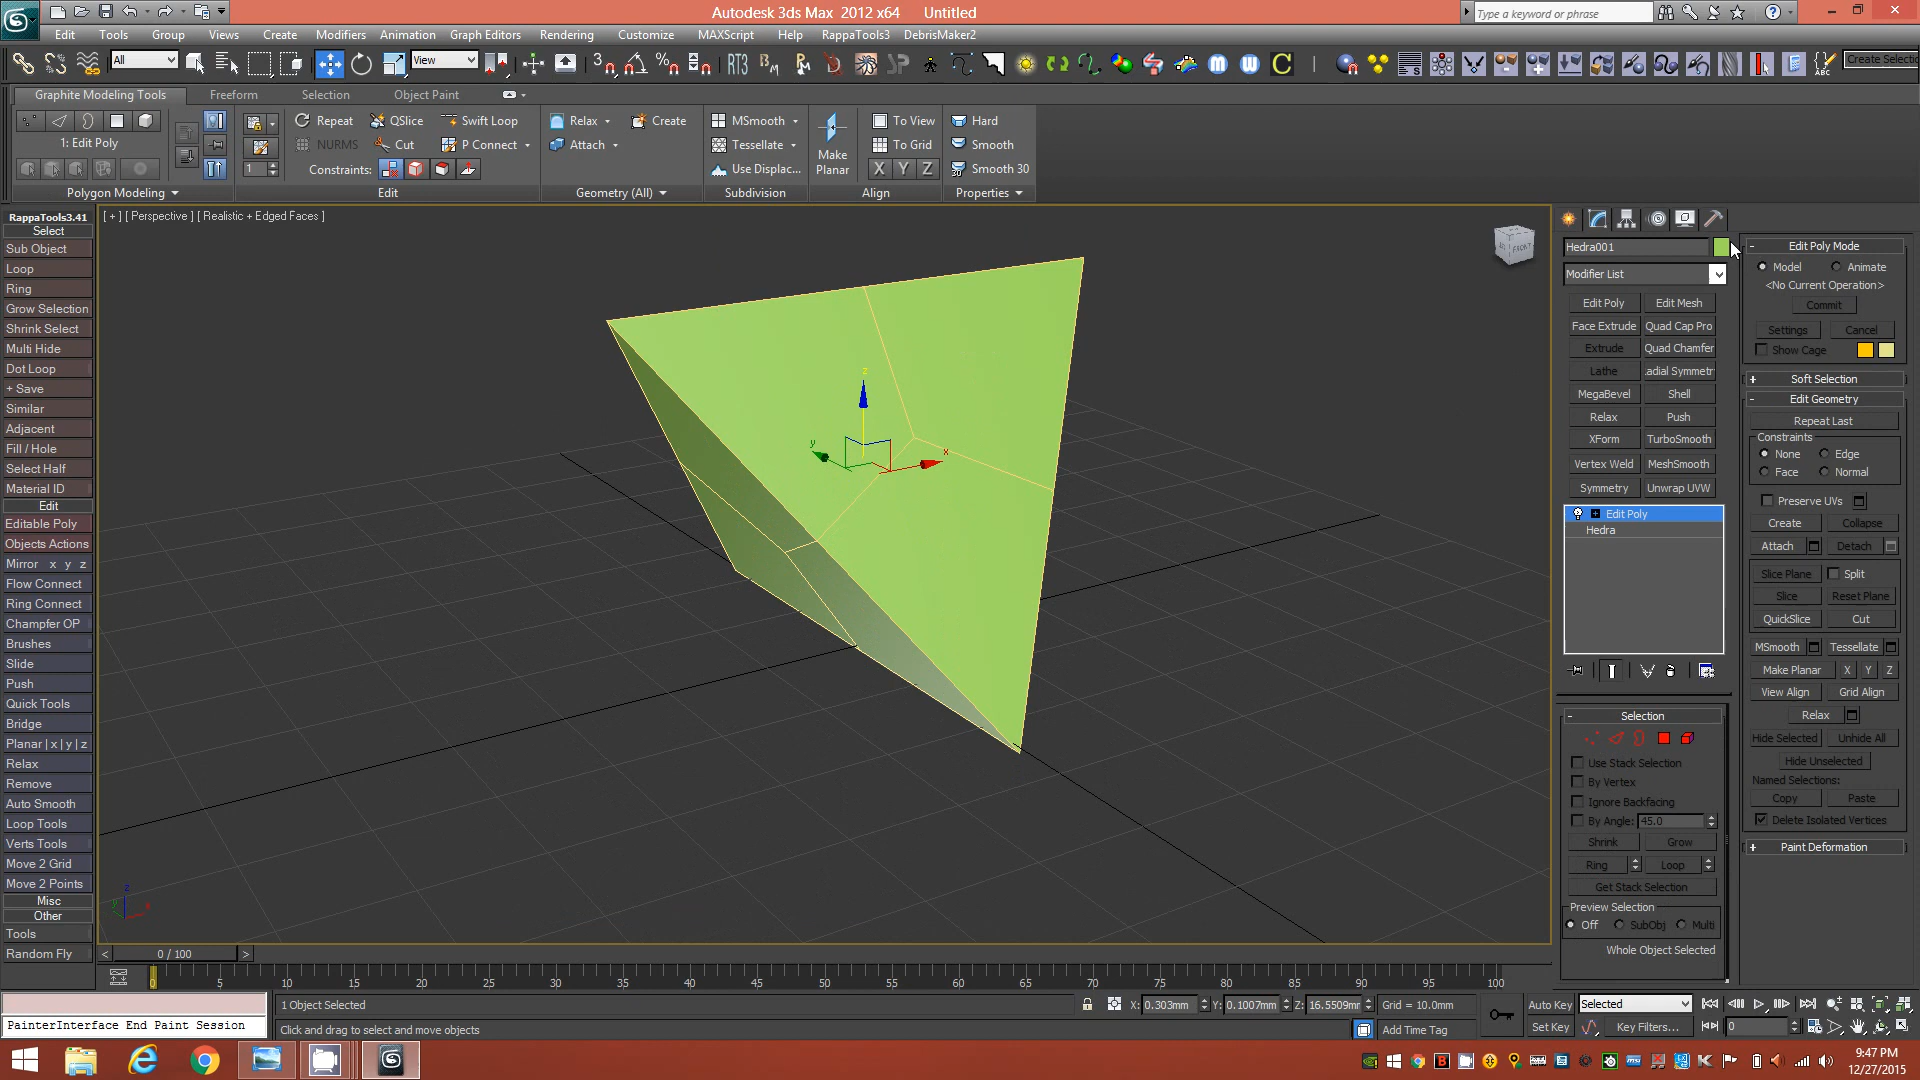 Autodesk 3ds Max 2012 x64 Untitled
Type a keyword or phrase
Edit Tools Group Views Create Modifiers Animation Graph Editors Rendering Customize MAXScript Help RappaTools3 DebrisMaker2
All View RT3 Create Selectio
Graphite Modeling Tools Freeform Selection Object Paint
Repeat QSlice Swift Loop Relax Create MSmooth To View Hard
1: Edit Poly NURMS Cut P Connect Attach Tessellate Make Planar To Grid Smooth
1 Constraints: Use Displac... X Y Z Smooth 30
Polygon Modeling Edit Geometry (All) Subdivision Align Properties
RappaTools3.41
Select
Sub Object
Loop
Ring
Grow Selection
Shrink Select
Multi Hide
Dot Loop
+ Save
Similar
Adjacent
Fill / Hole
Select Half
Material ID
Edit
Editable Poly
Objects Actions
Mirror x y z
Flow Connect
Ring Connect
Champfer OP
Brushes
Slide
Push
Quick Tools
Bridge
Planar | x | y | z
Relax
Remove
Auto Smooth
Loop Tools
Verts Tools
Move 2 Grid
Move 2 Points
Misc
Other
Tools
Random Fly
[ + ] [ Perspective ] [ Realistic + Edged Faces ]
FRONT
z
y
x
Hedra001
Modifier List
Edit Poly Edit Mesh
Face Extrude Quad Cap Pro
Extrude Quad Chamfer
Lathe adial Symmetr
MegaBevel Shell
Relax Push
XForm TurboSmooth
Vertex Weld MeshSmooth
Symmetry Unwrap UVW
Edit Poly
Hedra
- Selection
Use Stack Selection
By Vertex
Ignore Backfacing
By Angle: 45.0
Shrink Grow
Ring Loop
Get Stack Selection
Preview Selection
Off SubObj Multi
Whole Object Selected
- Edit Poly Mode
Model Animate
<No Current Operation>
Commit
Settings Cancel
Show Cage
+ Soft Selection
- Edit Geometry
Repeat Last
Constraints
None Edge
Face Normal
Preserve UVs
Create Collapse
Attach Detach
Slice Plane Split
Slice Reset Plane
QuickSlice Cut
MSmooth Tessellate
Make Planar X Y Z
View Align Grid Align
Relax
Hide Selected Unhide All
Hide Unselected
Named Selections:
Copy Paste
Delete Isolated Vertices
+ Paint Deformation
< 0 / 100 >
0 5 10 15 20 25 30 35 40 45 50 55 60 65 70 75 80 85 90 95 100
1 Object Selected X: 0.303mm Y: 0.1007mm Z: 16.5509mr Grid = 10.0mm Auto Key Selected
PainterInterface End Paint Session Click and drag to select and move objects Add Time Tag Set Key Key Filters... 0
9:47 PM
12/27/2015